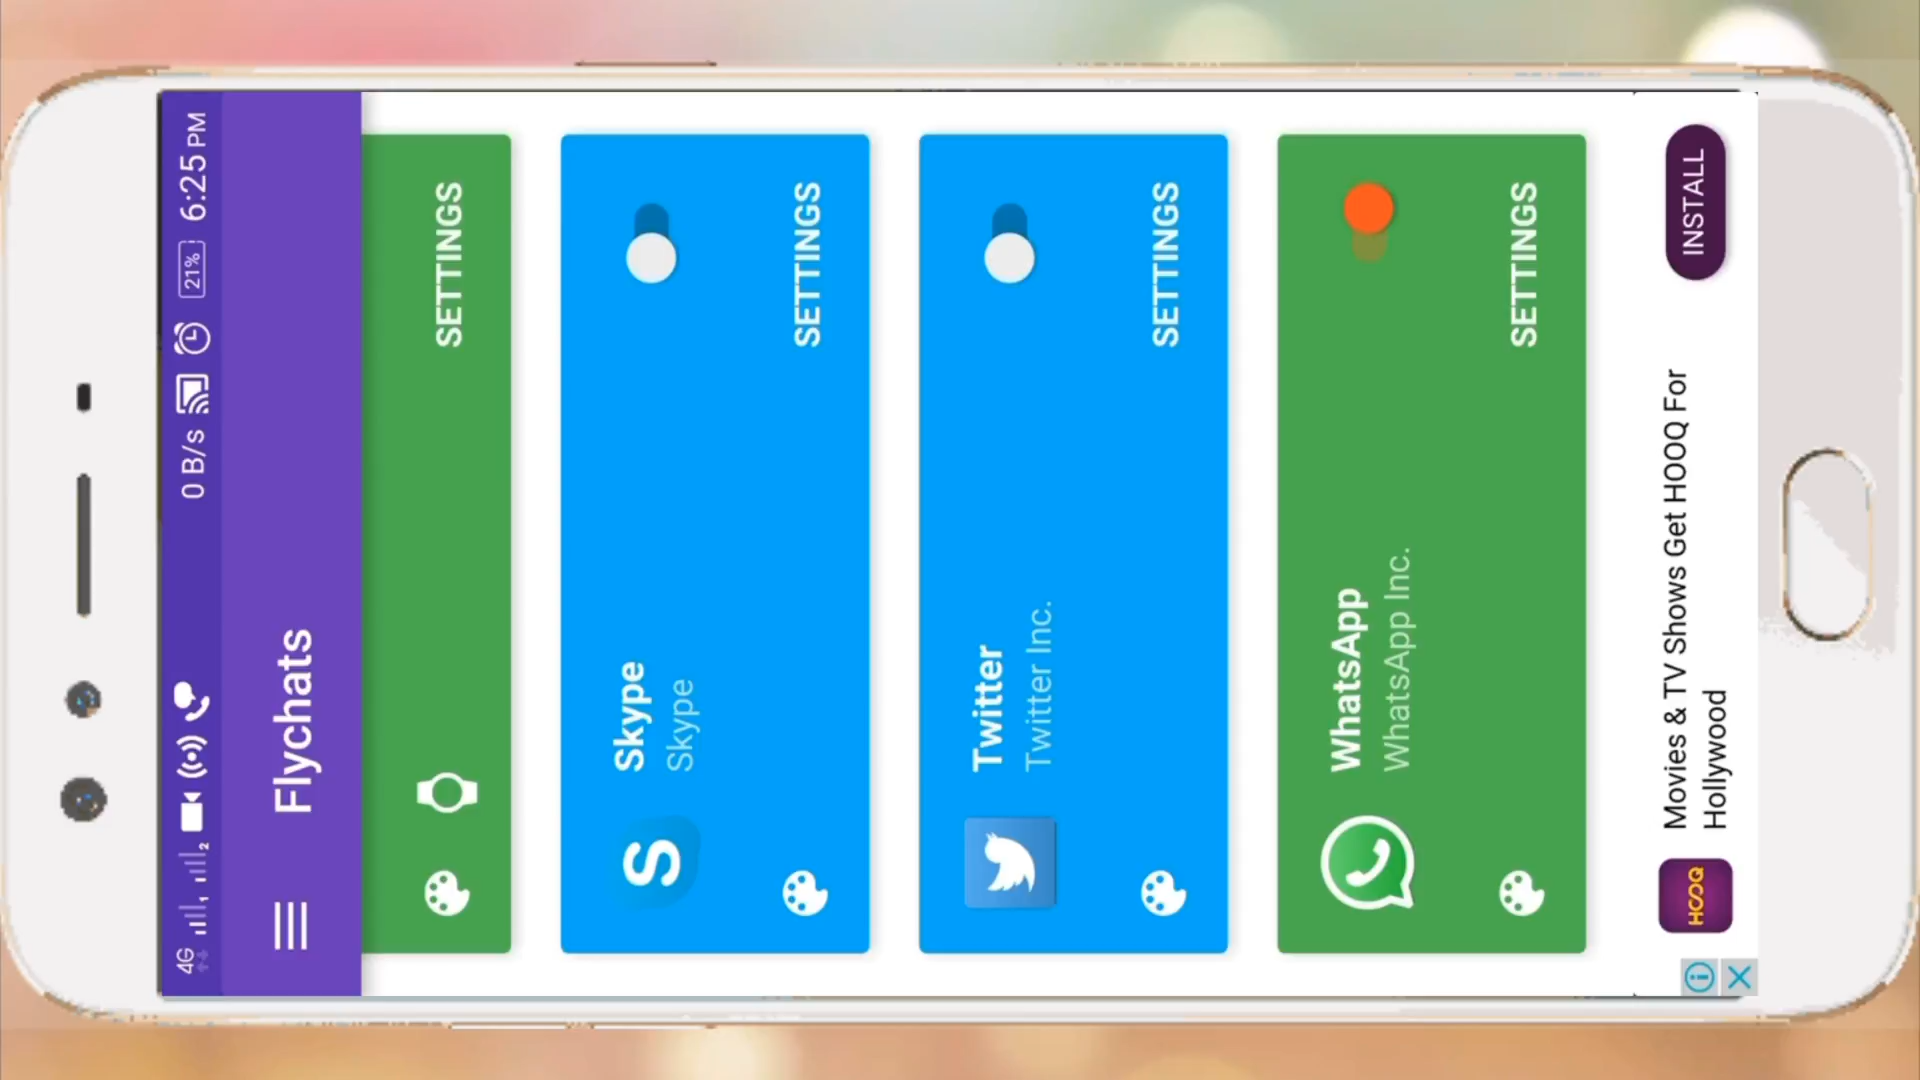 4G 2 0 B/s 21% 6:25 PM
Flychats
SETTINGS
Skype
Skype
SETTINGS
Twitter
Twitter Inc.
SETTINGS
WhatsApp
WhatsApp Inc.
SETTINGS
HOOQ
Movies & TV Shows Get HOOQ For
Hollywood
INSTALL